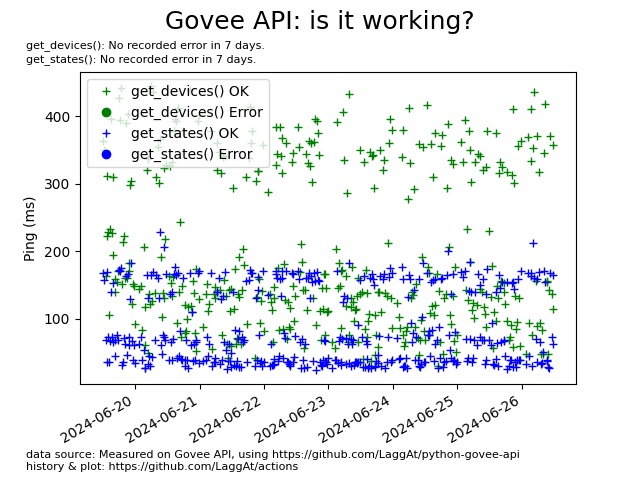 Govee API: is it working?
get_devices(): No recorded error in 7 days.
get_states(): No recorded error in 7 days.
get_devices() OK
get_devices() Error
get_states() OK
get_states() Error
400
300
200
100
Ping (ms)
2024-06-20
2024-06-21
2024-06-22
2024-06-23
2024-06-24
2024-06-25
2024-06-26
data source: Measured on Govee API, using https://github.com/LaggAt/python-govee-api
history & plot: https://github.com/LaggAt/actions